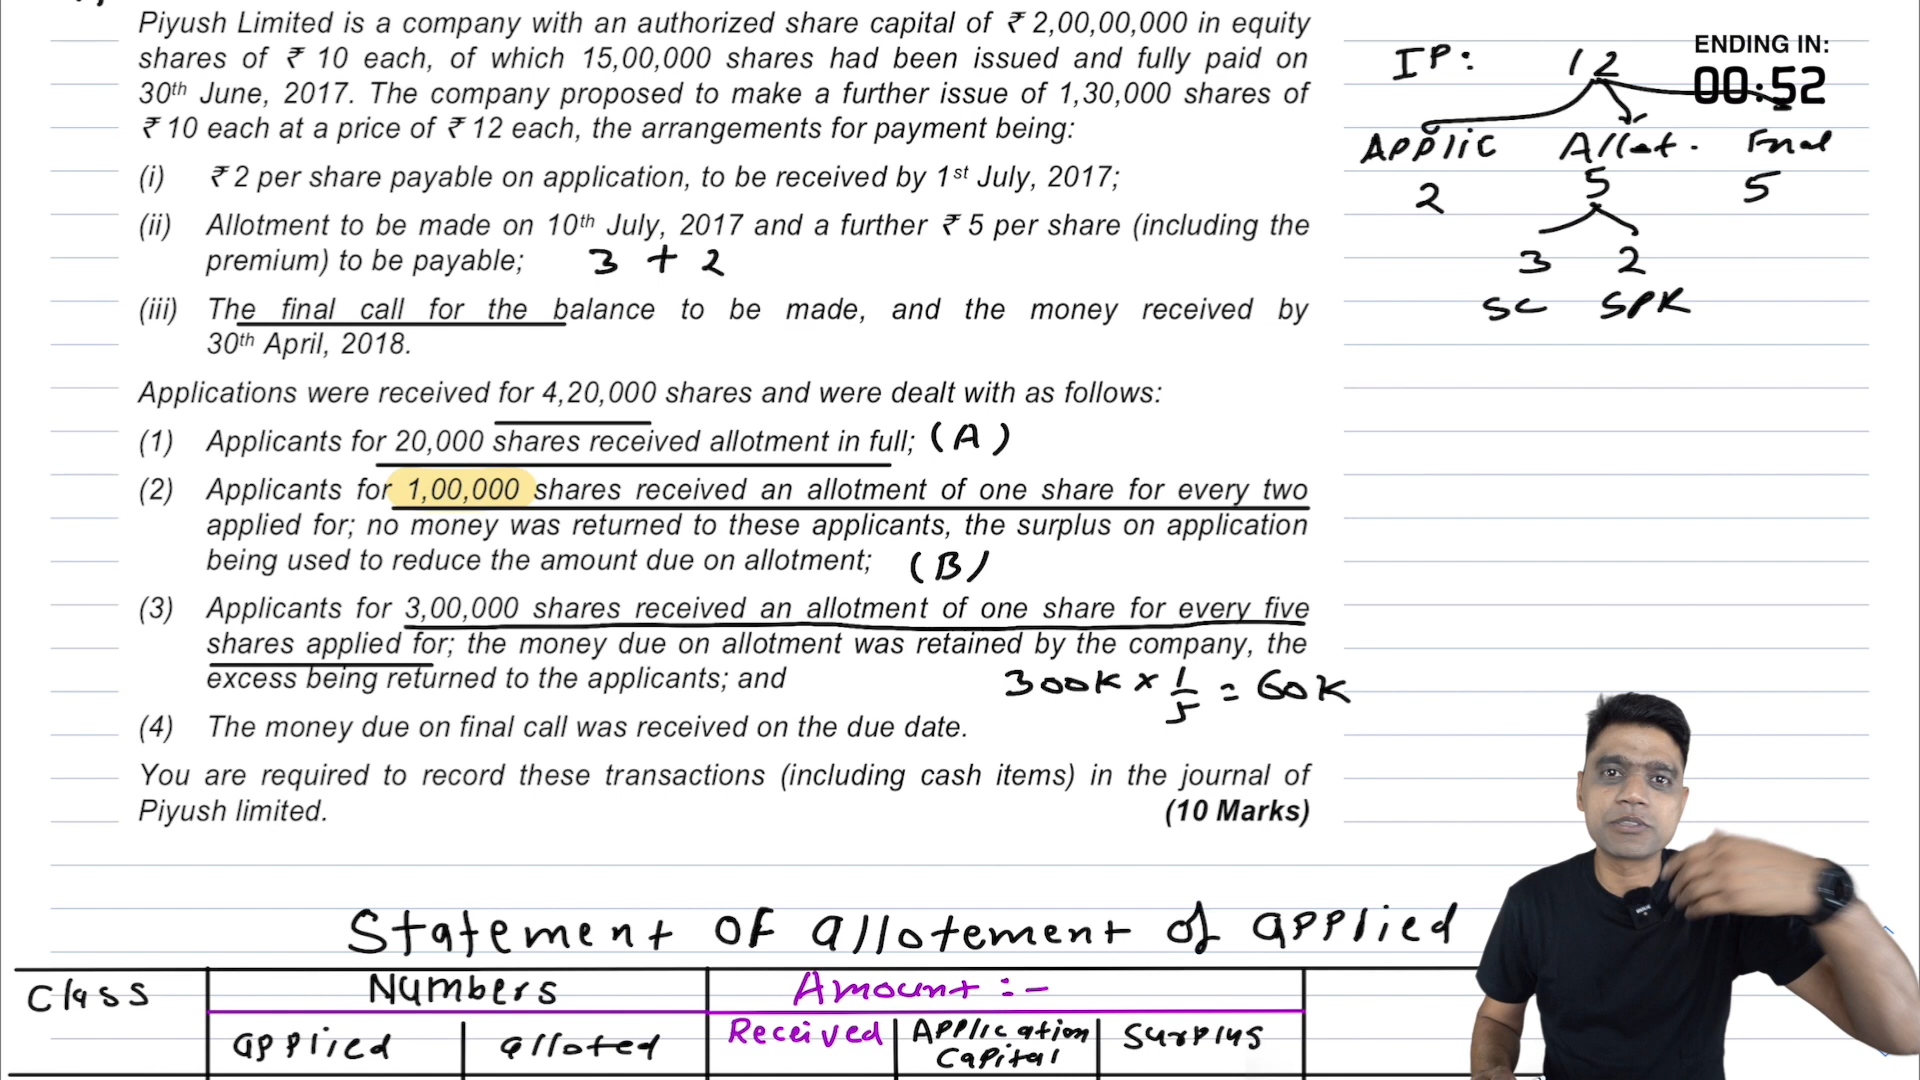 Piyush Limited is a company with an authorized share capital of ₹ 2,00,00,000 in equity
shares of ₹ 10 each, of which 15,00,000 shares had been issued and fully paid on
30th June, 2017. The company proposed to make a further issue of 1,30,000 shares of
₹ 10 each at a price of ₹ 12 each, the arrangements for payment being:
(i) ₹ 2 per share payable on application, to be received by 1st July, 2017;
(ii) Allotment to be made on 10th July, 2017 and a further ₹ 5 per share (including the
premium) to be payable; 3 + 2
(iii) The final call for the balance to be made, and the money received by
30th April, 2018.
Applications were received for 4,20,000 shares and were dealt with as follows:
(1) Applicants for 20,000 shares received allotment in full; (A)
(2) Applicants for 1,00,000 shares received an allotment of one share for every two
applied for; no money was returned to these applicants, the surplus on application
being used to reduce the amount due on allotment; (B)
(3) Applicants for 3,00,000 shares received an allotment of one share for every five
shares applied for; the money due on allotment was retained by the company, the
excess being returned to the applicants; and
300K × 1/5 = 60K
(4) The money due on final call was received on the due date.
You are required to record these transactions (including cash items) in the journal of
Piyush limited. (10 Marks)
IP: 12
ENDING IN:
00:52
Applic Allot. Fnal
2 5 5
3 2
SC SPR
Statement OF allotement of applied
Class Numbers Amount :-
applied alloted Received Application Capital Surplus